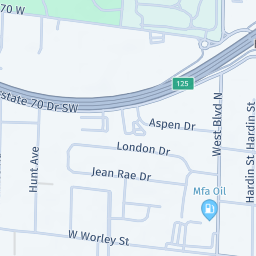 70 W
125
rstate 70 Dr SW
Aspen Dr
West Blvd N
Hardin St
Hardin St
London Dr
Hunt Ave
Jean Rae Dr
Mfa Oil
W Worley St